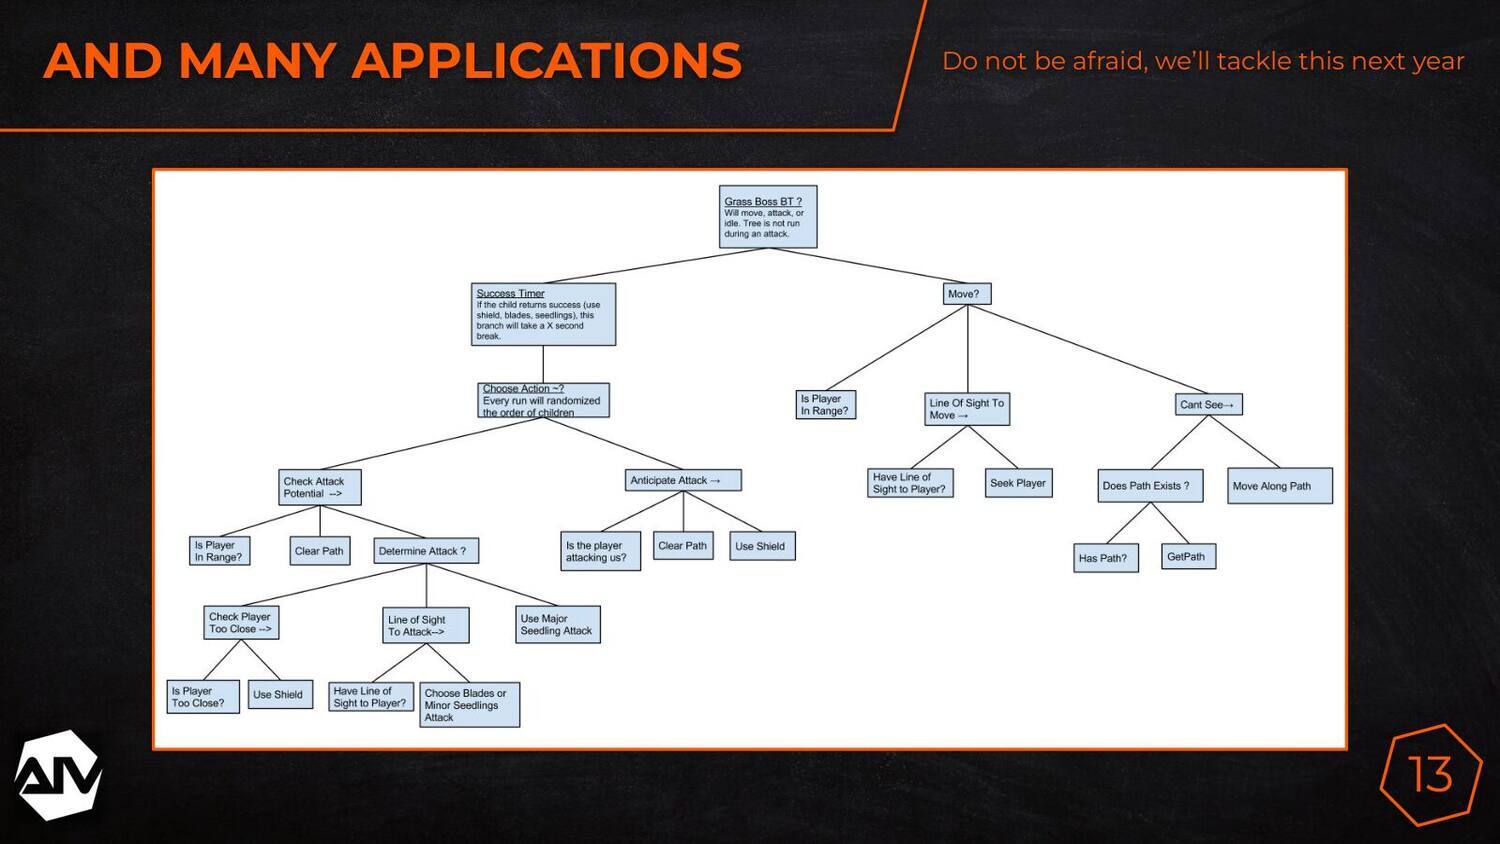 AND MANY APPLICATIONS
Do not be afraid, we'll tackle this next year
Grass Boss BT ?
Will move, attack, or
idle. Tree is not run
during an attack.
Success Timer
If the child returns success (use
shield, blades, seedlings), this
branch will take a X second
break.
Move?
Choose Action ~?
Every run will randomized
the order of children
Is Player
In Range?
Line Of Sight To
Move →
Cant See→
Check Attack
Potential -->
Anticipate Attack →
Have Line of
Sight to Player?
Seek Player
Does Path Exists ?
Move Along Path
Is Player
In Range?
Clear Path
Determine Attack ?
Is the player
attacking us?
Clear Path
Use Shield
Has Path?
GetPath
Check Player
Too Close -->
Line of Sight
To Attack-->
Use Major
Seedling Attack
Is Player
Too Close?
Use Shield
Have Line of
Sight to Player?
Choose Blades or
Minor Seedlings
Attack
AIV
13